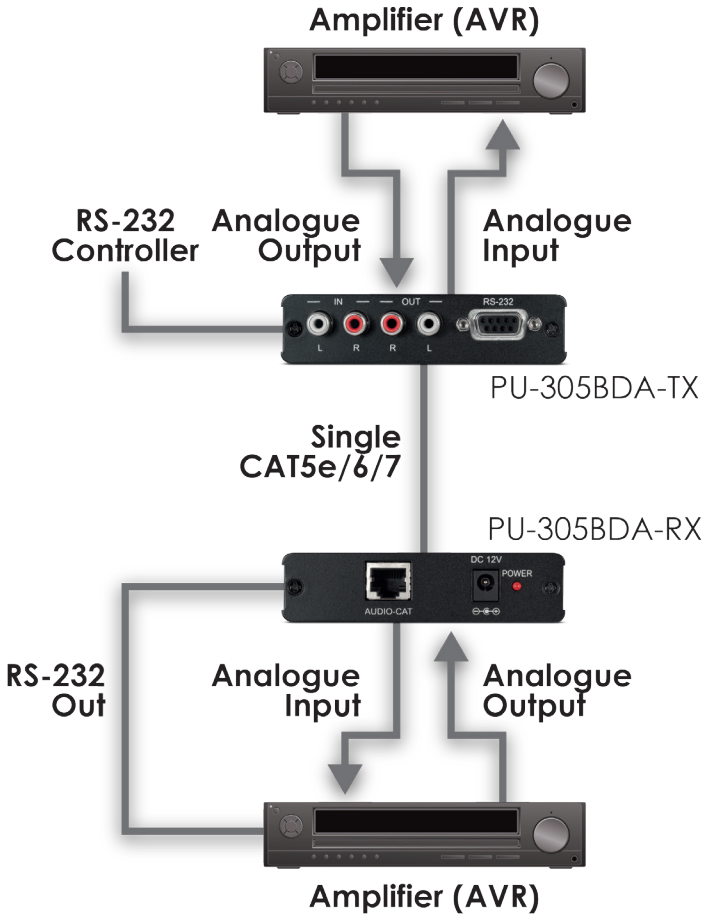 Amplifier (AVR)
RS-232
Controller
Analogue
Output
Analogue
Input
IN
OUT
RS-232
L
R
R
L
PU-305BDA-TX
Single
CAT5e/6/7
PU-305BDA-RX
DC 12V
POWER
AUDIO-CAT
RS-232
Out
Analogue
Input
Analogue
Output
Amplifier (AVR)